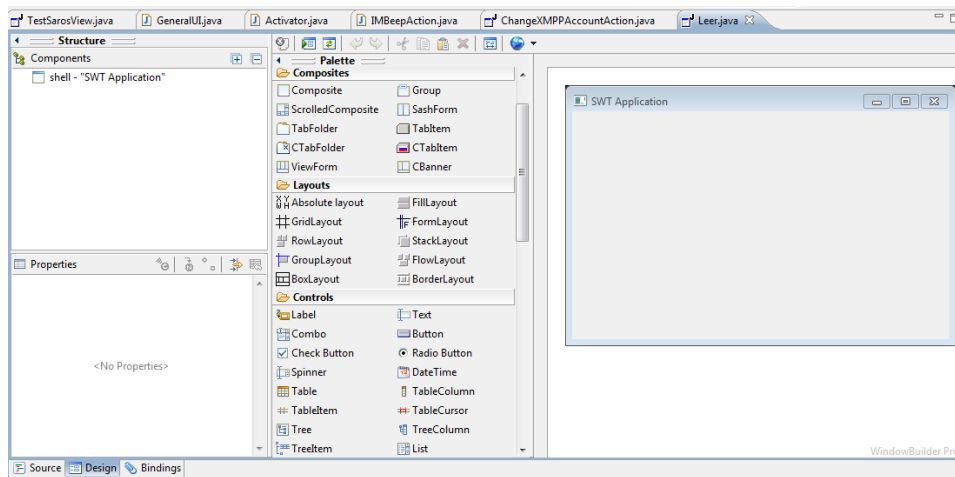 TestSarosView.java GeneralUI.java Activator.java IMBeepAction.java ChangeXMPPAccountAction.java Leer.java
Structure
Components
shell - "SWT Application"
Properties
<No Properties>
Palette
Composites
Composite Group
ScrolledComposite SashForm
TabFolder TabItem
CTabFolder CTabItem
ViewForm CBanner
Layouts
Absolute layout FillLayout
GridLayout FormLayout
RowLayout StackLayout
GroupLayout FlowLayout
BoxLayout BorderLayout
Controls
Label Text
Combo Button
Check Button Radio Button
Spinner DateTime
Table TableColumn
TableItem TableCursor
Tree TreeColumn
TreeItem List
SWT Application
WindowBuilder Pr
Source Design Bindings